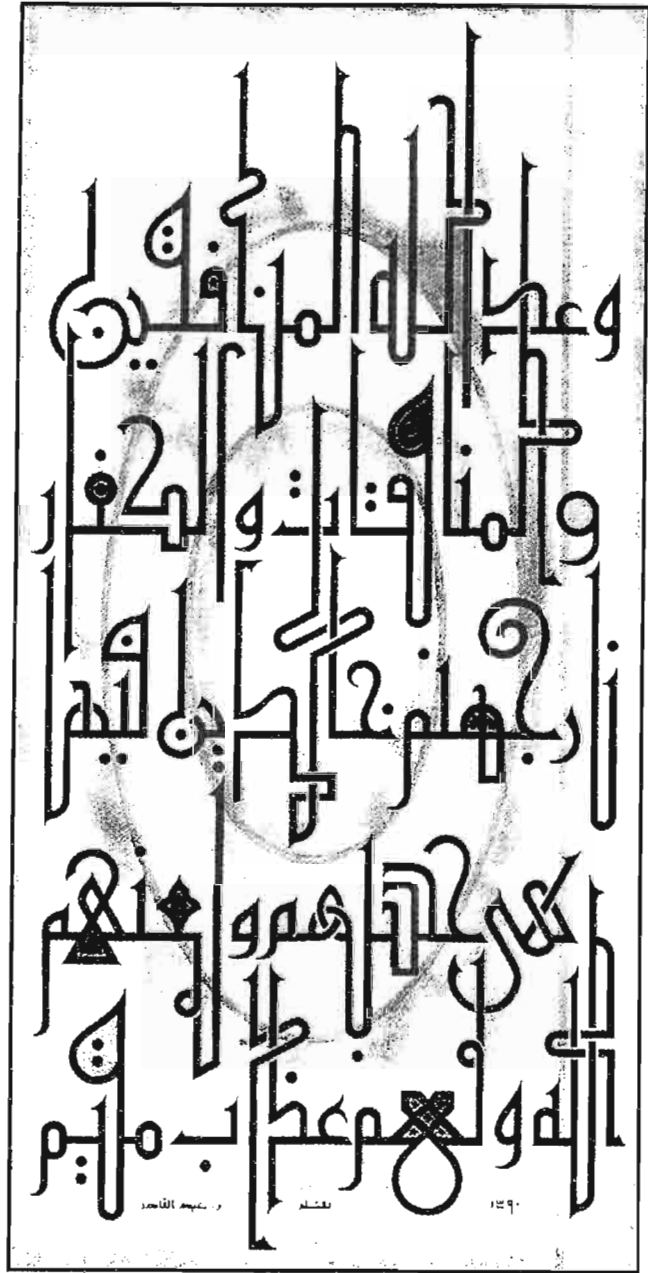 وعد الله المنافقين
والمنافقات والكفار
نار جهنم خالدين فيها
هي حسبهم ولعنهم
الله ولهم عذاب مقيم
١٣٩٠